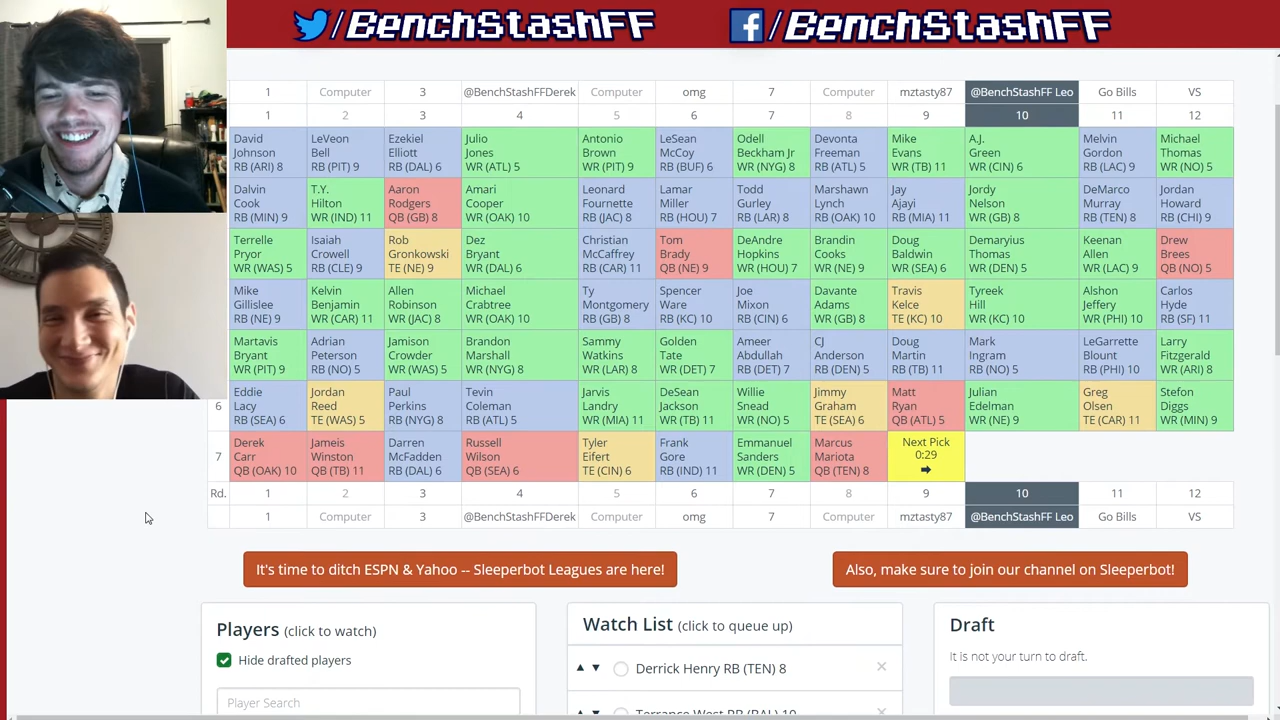 /BenchStashFF /BenchStashFF
1 Computer 3 @BenchStashFFDerek Computer omg 7 Computer mztasty87 @BenchStashFF Leo Go Bills VS
1 2 3 4 5 6 7 8 9 10 11 12
David LeVeon Ezekiel Julio Antonio LeSean Odell Devonta Mike A.J. Melvin Michael
Johnson Bell Elliott Jones Brown McCoy Beckham Jr Freeman Evans Green Gordon Thomas
RB (ARI) 8 RB (PIT) 9 RB (DAL) 6 WR (ATL) 5 WR (PIT) 9 RB (BUF) 6 WR (NYG) 8 RB (ATL) 5 WR (TB) 11 WR (CIN) 6 RB (LAC) 9 WR (NO) 5
Dalvin T.Y. Aaron Amari Leonard Lamar Todd Marshawn Jay Jordy DeMarco Jordan
Cook Hilton Rodgers Cooper Fournette Miller Gurley Lynch Ajayi Nelson Murray Howard
RB (MIN) 9 WR (IND) 11 QB (GB) 8 WR (OAK) 10 RB (JAC) 8 RB (HOU) 7 RB (LAR) 8 RB (OAK) 10 RB (MIA) 11 WR (GB) 8 RB (TEN) 8 RB (CHI) 9
Terrelle Isaiah Rob Dez Christian Tom DeAndre Brandin Doug Demaryius Keenan Drew
Pryor Crowell Gronkowski Bryant McCaffrey Brady Hopkins Cooks Baldwin Thomas Allen Brees
WR (WAS) 5 RB (CLE) 9 TE (NE) 9 WR (DAL) 6 RB (CAR) 11 QB (NE) 9 WR (HOU) 7 WR (NE) 9 WR (SEA) 6 WR (DEN) 5 WR (LAC) 9 QB (NO) 5
Mike Kelvin Allen Michael Ty Spencer Joe Davante Travis Tyreek Alshon Carlos
Gillislee Benjamin Robinson Crabtree Montgomery Ware Mixon Adams Kelce Hill Jeffery Hyde
RB (NE) 9 WR (CAR) 11 WR (JAC) 8 WR (OAK) 10 RB (GB) 8 RB (KC) 10 RB (CIN) 6 WR (GB) 8 TE (KC) 10 WR (KC) 10 WR (PHI) 10 RB (SF) 11
Martavis Adrian Jamison Brandon Sammy Golden Ameer CJ Doug Mark LeGarrette Larry
Bryant Peterson Crowder Marshall Watkins Tate Abdullah Anderson Martin Ingram Blount Fitzgerald
WR (PIT) 9 RB (NO) 5 WR (WAS) 5 WR (NYG) 8 WR (LAR) 8 WR (DET) 7 RB (DET) 7 RB (DEN) 5 RB (TB) 11 RB (NO) 5 RB (PHI) 10 WR (ARI) 8
Eddie Jordan Paul Tevin Jarvis DeSean Willie Jimmy Matt Julian Greg Stefon
6 Lacy Reed Perkins Coleman Landry Jackson Snead Graham Ryan Edelman Olsen Diggs
RB (SEA) 6 TE (WAS) 5 RB (NYG) 8 RB (ATL) 5 WR (MIA) 11 WR (TB) 11 WR (NO) 5 TE (SEA) 6 QB (ATL) 5 WR (NE) 9 TE (CAR) 11 WR (MIN) 9
Derek Jameis Darren Russell Tyler Frank Emmanuel Marcus Next Pick
7 Carr Winston McFadden Wilson Eifert Gore Sanders Mariota 0:29
QB (OAK) 10 QB (TB) 11 RB (DAL) 6 QB (SEA) 6 TE (CIN) 6 RB (IND) 11 WR (DEN) 5 QB (TEN) 8
Rd. 1 2 3 4 5 6 7 8 9 10 11 12
1 Computer 3 @BenchStashFFDerek Computer omg 7 Computer mztasty87 @BenchStashFF Leo Go Bills VS
It's time to ditch ESPN & Yahoo -- Sleeperbot Leagues are here! Also, make sure to join our channel on Sleeperbot!
Players (click to watch) Watch List (click to queue up) Draft
Hide drafted players Derrick Henry RB (TEN) 8 It is not your turn to draft.
Player Search Terrance West RB (BAL) 10